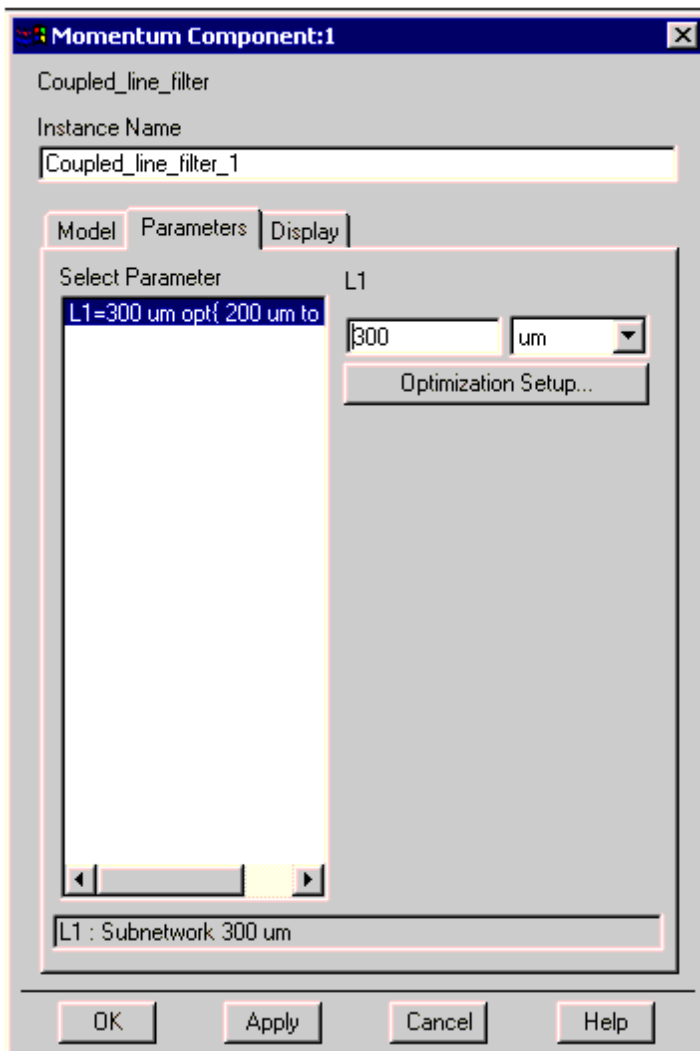 Momentum Component:1
Coupled_line_filter
Instance Name
Coupled_line_filter_1
Model Parameters Display
Select Parameter
L1
L1=300 um opt{ 200 um to
300 um
Optimization Setup...
L1 : Subnetwork 300 um
OK Apply Cancel Help